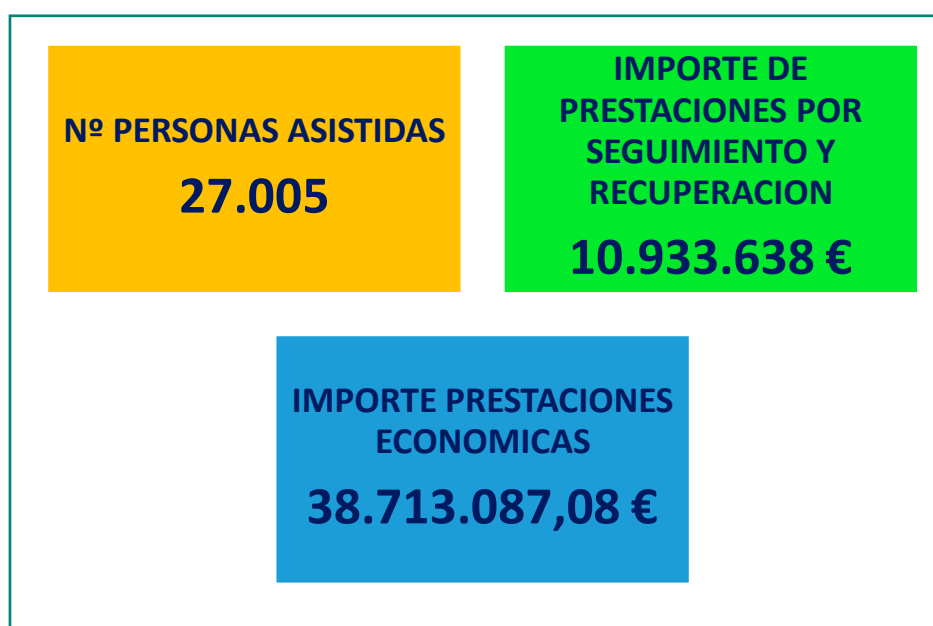 Nº PERSONAS ASISTIDAS
27.005
IMPORTE DE
PRESTACIONES POR
SEGUIMIENTO Y
RECUPERACION
10.933.638 €
IMPORTE PRESTACIONES
ECONOMICAS
38.713.087,08 €